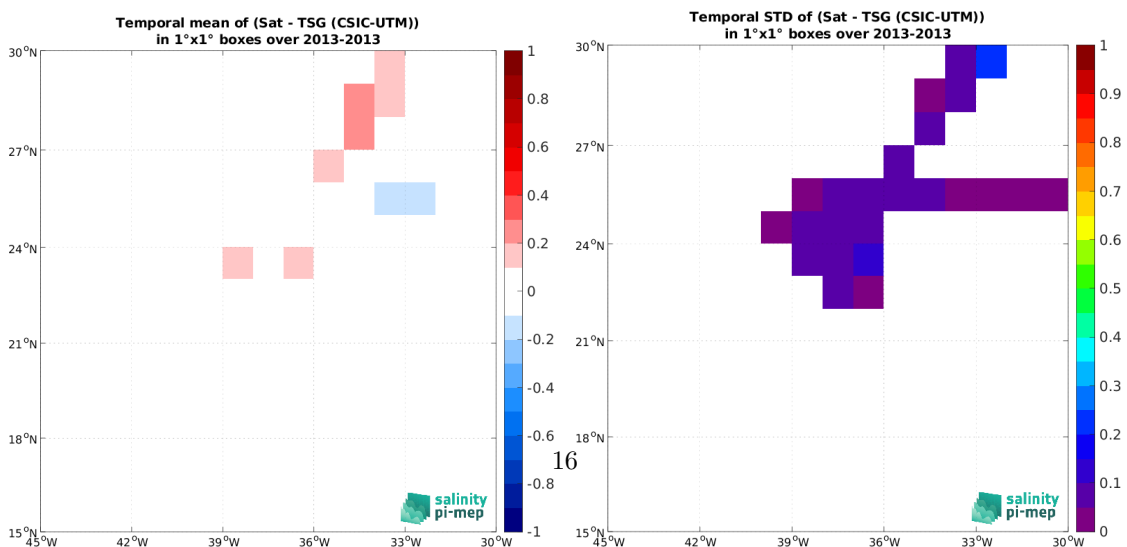 Temporal mean of (Sat - TSG (CSIC-UTM))
in 1°x1° boxes over 2013-2013
30°N
27°N
24°N
21°N
18°N
15°N
45°W
42°W
39°W
36°W
33°W
30°W
1
0.8
0.6
0.4
0.2
0
-0.2
-0.4
-0.6
-0.8
-1
salinity
pi-mep
Temporal STD of (Sat - TSG (CSIC-UTM))
in 1°x1° boxes over 2013-2013
30°N
27°N
24°N
21°N
18°N
15°N
45°W
42°W
39°W
36°W
33°W
30°W
1
0.9
0.8
0.7
0.6
0.5
0.4
0.3
0.2
0.1
0
salinity
pi-mep
16